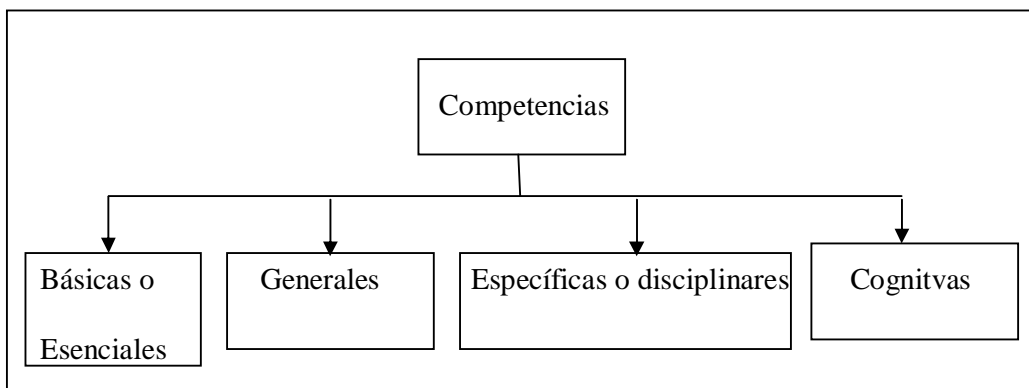 Competencias
Básicas o
Esenciales
Generales
Específicas o disciplinares
Cognitvas